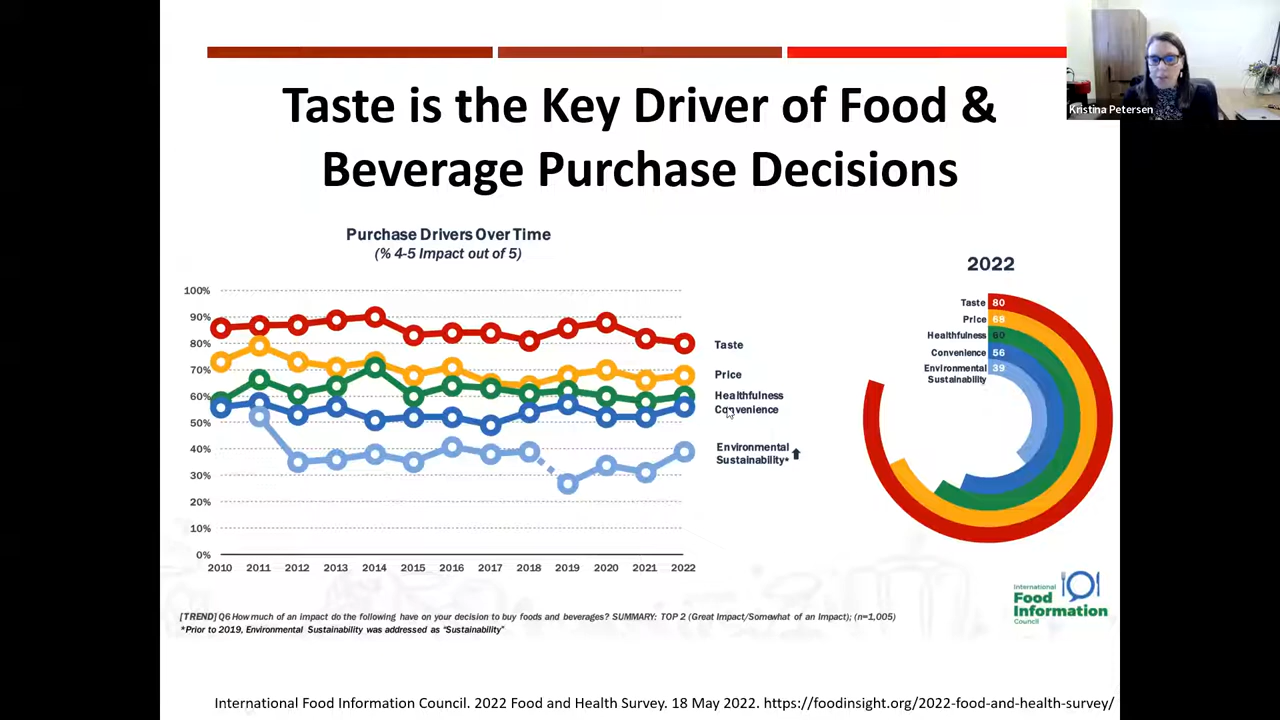 Kristina Petersen
Taste is the Key Driver of Food &
Beverage Purchase Decisions
Purchase Drivers Over Time
(% 4-5 Impact out of 5)
100%
90%
80%
70%
60%
50%
40%
30%
20%
10%
0%
2010 2011 2012 2013 2014 2015 2016 2017 2018 2019 2020 2021 2022
Taste
Price
Healthfulness
Convenience
Environmental
Sustainability*
2022
Taste 80
Price 68
Healthfulness 60
Convenience 56
Environmental 39
Sustainability
International
Food
Information
Council
[TREND] Q6 How much of an impact do the following have on your decision to buy foods and beverages? SUMMARY: TOP 2 (Great Impact/Somewhat of an Impact); (n=1,005)
*Prior to 2019, Environmental Sustainability was addressed as "Sustainability"
International Food Information Council. 2022 Food and Health Survey. 18 May 2022. https://foodinsight.org/2022-food-and-health-survey/